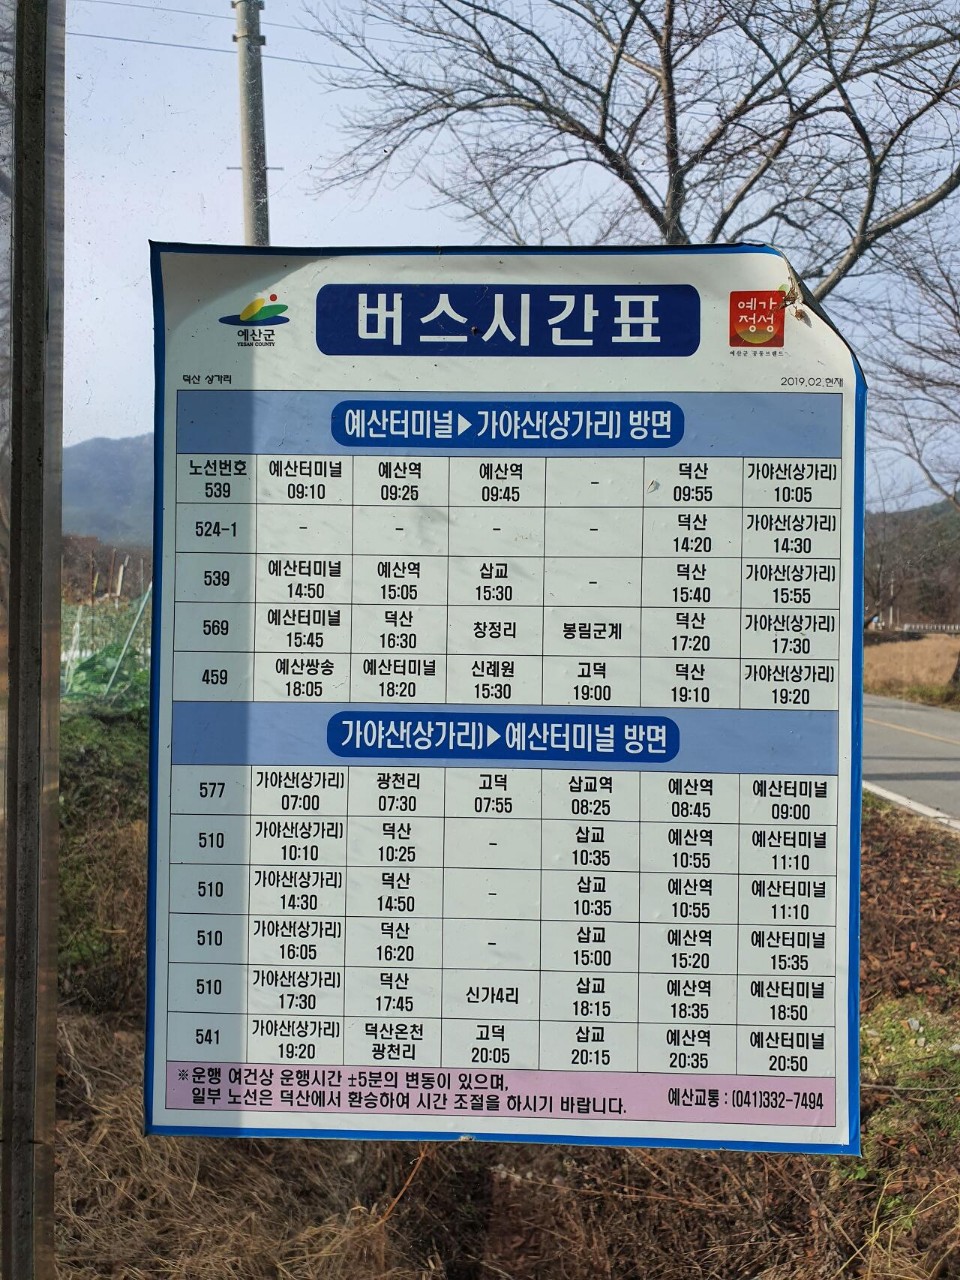 예산군
YESAN COUNTY
버스시간표
예가정성
예산군 공동브랜드
덕산 상가리
2019.02.현재
예산터미널▶가야산(상가리) 방면
노선번호 539 예산터미널 09:10 예산역 09:25 예산역 09:45 - 덕산 09:55 가야산(상가리) 10:05
524-1 - - - - 덕산 14:20 가야산(상가리) 14:30
539 예산터미널 14:50 예산역 15:05 삽교 15:30 - 덕산 15:40 가야산(상가리) 15:55
569 예산터미널 15:45 덕산 16:30 창정리 봉림군계 덕산 17:20 가야산(상가리) 17:30
459 예산쌍송 18:05 예산터미널 18:20 신례원 15:30 고덕 19:00 덕산 19:10 가야산(상가리) 19:20
가야산(상가리)▶예산터미널 방면
577 가야산(상가리) 07:00 광천리 07:30 고덕 07:55 삽교역 08:25 예산역 08:45 예산터미널 09:00
510 가야산(상가리) 10:10 덕산 10:25 - 삽교 10:35 예산역 10:55 예산터미널 11:10
510 가야산(상가리) 14:30 덕산 14:50 - 삽교 10:35 예산역 10:55 예산터미널 11:10
510 가야산(상가리) 16:05 덕산 16:20 - 삽교 15:00 예산역 15:20 예산터미널 15:35
510 가야산(상가리) 17:30 덕산 17:45 신가4리 삽교 18:15 예산역 18:35 예산터미널 18:50
541 가야산(상가리) 19:20 덕산온천 광천리 고덕 20:05 삽교 20:15 예산역 20:35 예산터미널 20:50
※운행 여건상 운행시간 ±5분의 변동이 있으며,
일부 노선은 덕산에서 환승하여 시간 조절을 하시기 바랍니다.
예산교통 : (041)332-7494